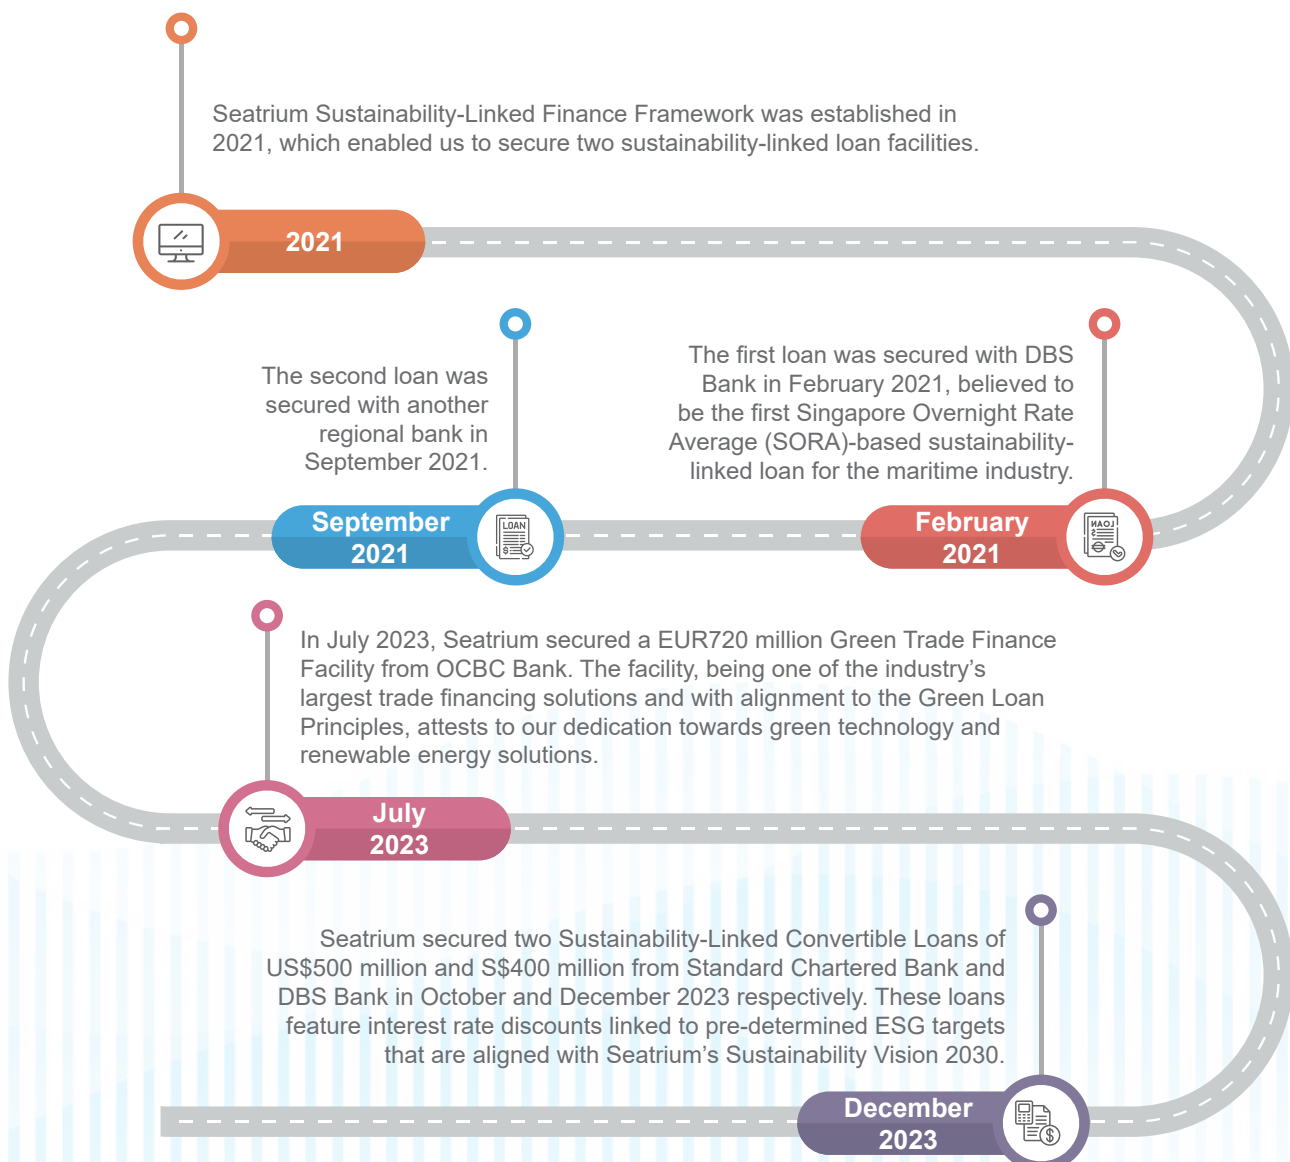 Seatrium Sustainability-Linked Finance Framework was established in
2021, which enabled us to secure two sustainability-linked loan facilities.
2021
The first loan was secured with DBS
Bank in February 2021, believed to
be the first Singapore Overnight Rate
Average (SORA)-based sustainability-
linked loan for the maritime industry.
February
2021
LOAN
$
The second loan was
secured with another
regional bank in
September 2021.
September
2021
LOAN
$
In July 2023, Seatrium secured a EUR720 million Green Trade Finance
Facility from OCBC Bank. The facility, being one of the industry’s
largest trade financing solutions and with alignment to the Green Loan
Principles, attests to our dedication towards green technology and
renewable energy solutions.
July
2023
Seatrium secured two Sustainability-Linked Convertible Loans of
US$500 million and S$400 million from Standard Chartered Bank and
DBS Bank in October and December 2023 respectively. These loans
feature interest rate discounts linked to pre-determined ESG targets
that are aligned with Seatrium’s Sustainability Vision 2030.
December
2023
$